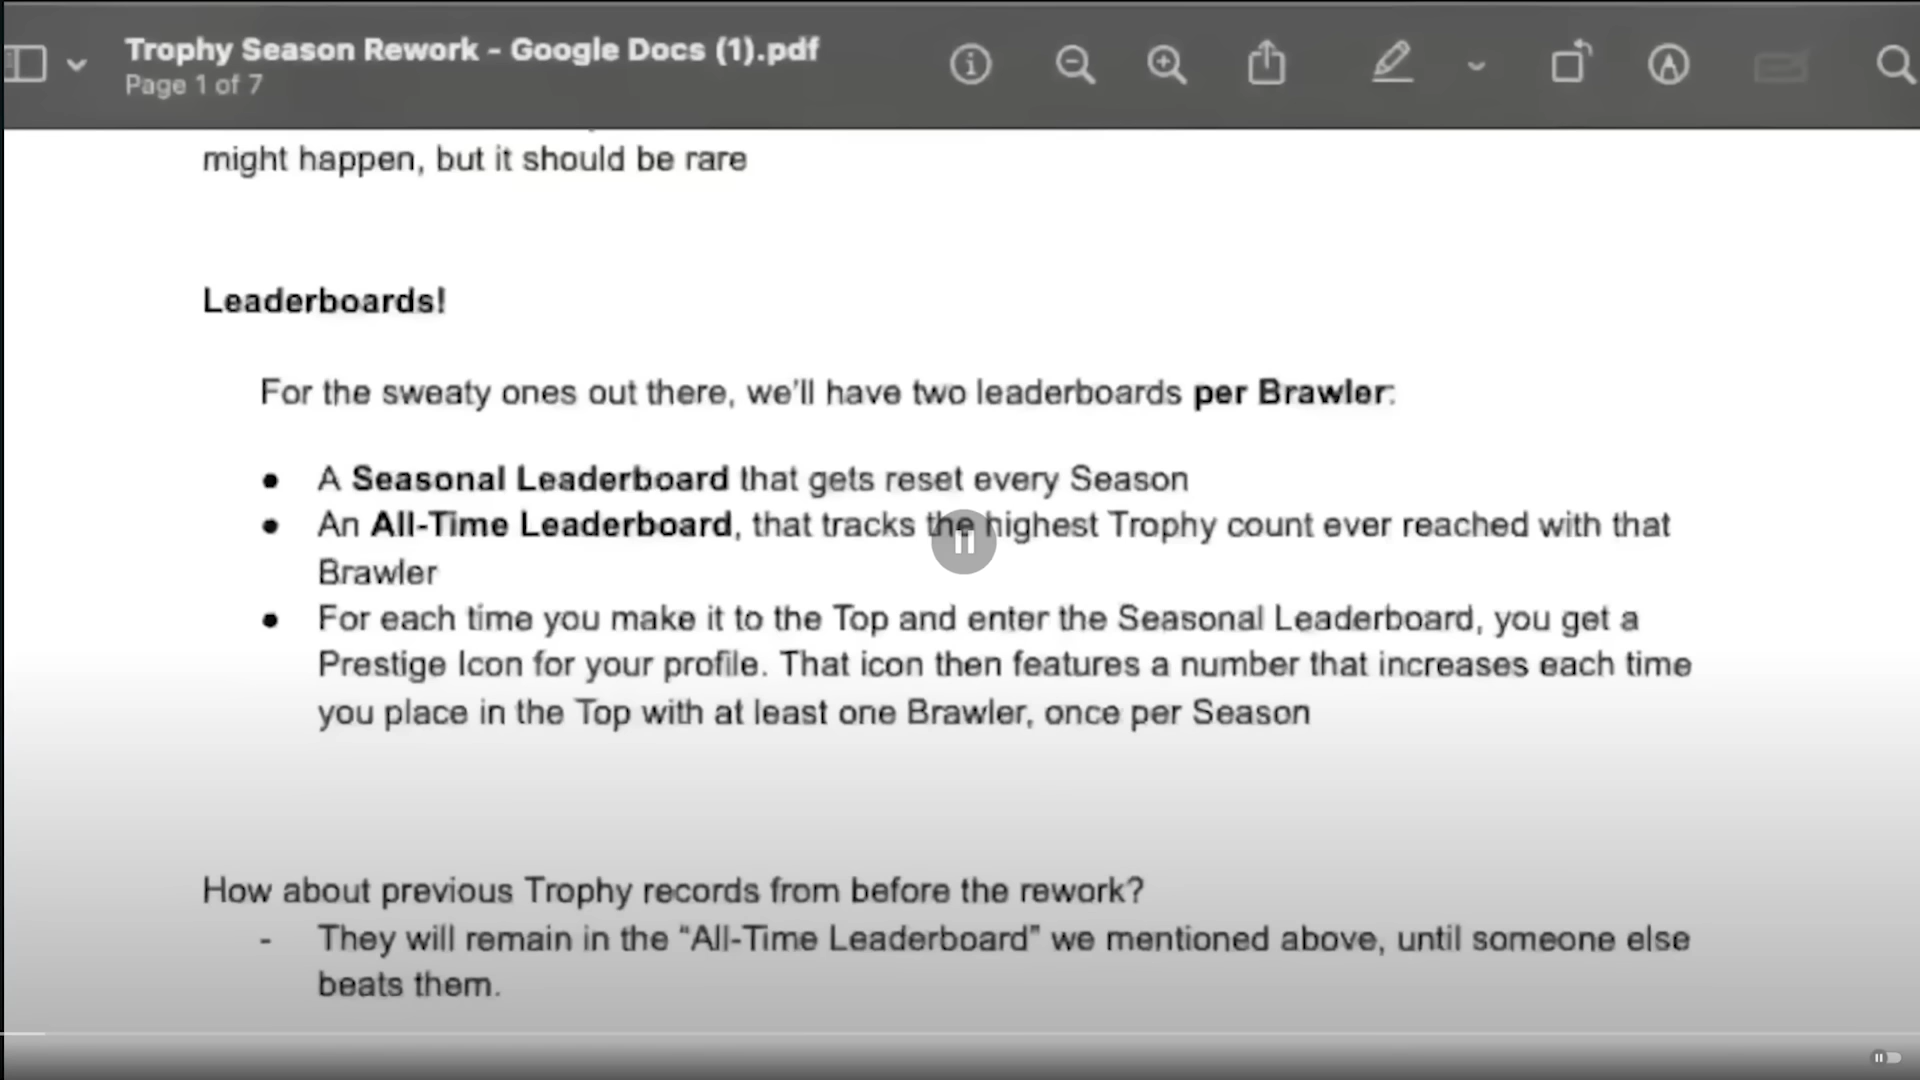 Trophy Season Rework - Google Docs (1).pdf
Page 1 of 7
might happen, but it should be rare
Leaderboards!
For the sweaty ones out there, we'll have two leaderboards per Brawler:
● A Seasonal Leaderboard that gets reset every Season
● An All-Time Leaderboard, that tracks the highest Trophy count ever reached with that
Brawler
● For each time you make it to the Top and enter the Seasonal Leaderboard, you get a
Prestige Icon for your profile. That icon then features a number that increases each time
you place in the Top with at least one Brawler, once per Season
How about previous Trophy records from before the rework?
- They will remain in the “All-Time Leaderboard” we mentioned above, until someone else
beats them.